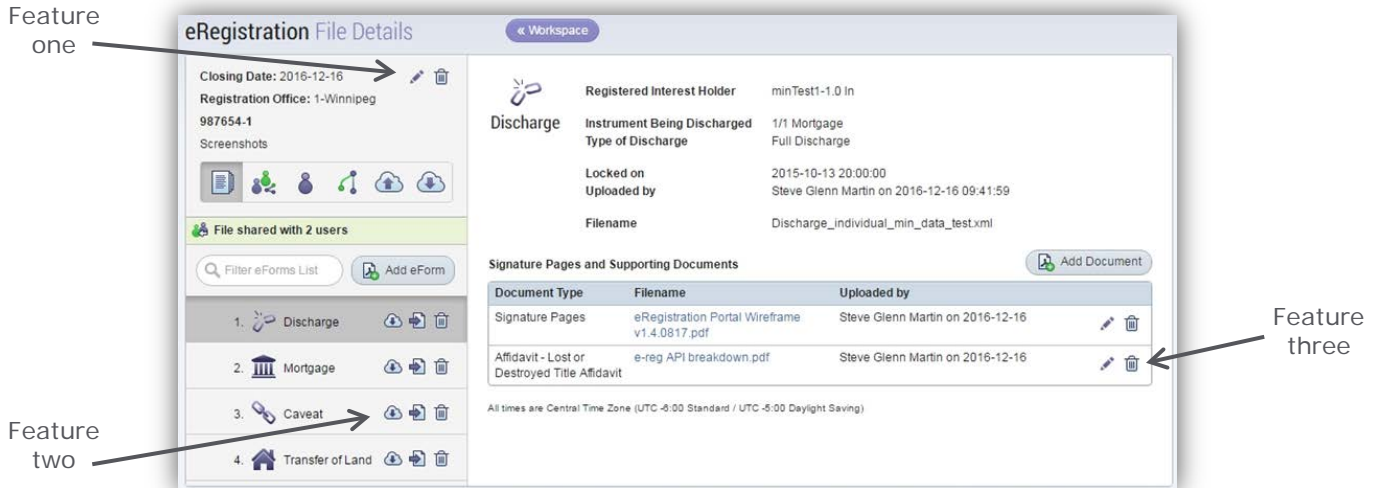 Feature
one
eRegistration File Details
« Workspace
Closing Date: 2016-12-16
Registration Office: 1-Winnipeg
987654-1
Screenshots
File shared with 2 users
Filter eForms List
Add eForm
1. Discharge
2. Mortgage
3. Caveat
4. Transfer of Land
Feature
two
Discharge
Registered Interest Holder minTest1-1.0 In
Instrument Being Discharged 1/1 Mortgage
Type of Discharge Full Discharge
Locked on 2015-10-13 20:00:00
Uploaded by Steve Glenn Martin on 2016-12-16 09:41:59
Filename Discharge_individual_min_data_test.xml
Signature Pages and Supporting Documents
Add Document
Document Type Filename Uploaded by
Signature Pages eRegistration Portal Wireframe Steve Glenn Martin on 2016-12-16
v1.4.0817.pdf
Affidavit - Lost or e-reg API breakdown.pdf Steve Glenn Martin on 2016-12-16
Destroyed Title Affidavit
All times are Central Time Zone (UTC -6:00 Standard / UTC -5:00 Daylight Saving)
Feature
three